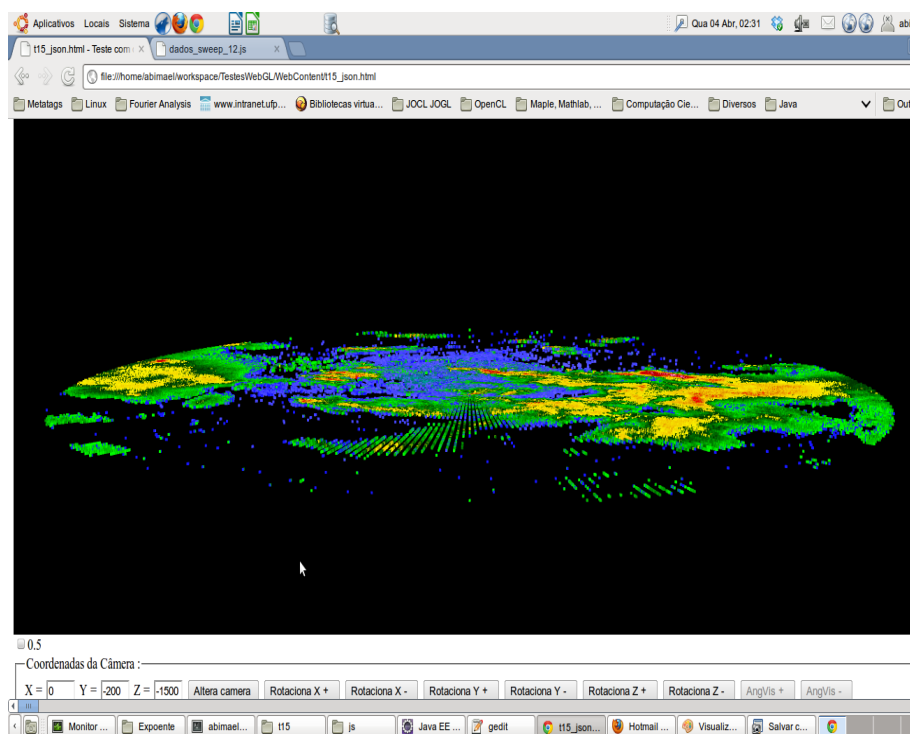 Aplicativos Locais Sistema Qua 04 Abr, 02:31 abi
t15_json.html - Teste com dados_sweep_12.js
file:///home/abimael/workspace/TestesWebGL/WebContent/t15_json.html
Metatags Linux Fourier Analysis www.intranet.ufp... Bibliotecas virtua... JOCL JOGL OpenCL Maple, Mathlab, ... Computação Cie... Diversos Java Out
0.5
Coordenadas da Câmera :
X = 0 Y = -200 Z = -1500 Altera camera Rotaciona X + Rotaciona X - Rotaciona Y + Rotaciona Y - Rotaciona Z + Rotaciona Z - AngVis + AngVis -
Monitor ... Expoente abimael... t15 js Java EE ... gedit t15_json... Hotmail ... Visualiz... Salvar c...